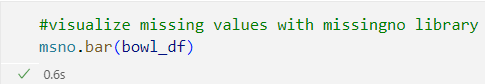 #visualize missing values with missingno library
msno.bar(bowl_df)
0.6s